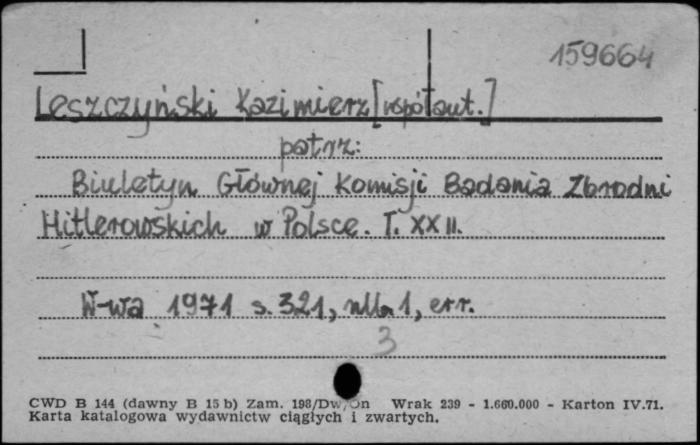 159664
Leszczyński Kazimierz [współaut.]
patrz:
Biuletyn Głównej Komisji Badania Zbrodni
Hitlerowskich w Polsce. T. XXII.
W-wa 1971 s. 321, nlb 1, err.
3
CWD B 144 (dawny B 15 b) Zam. 198/Dw/On Wrak 239 - 1.660.000 - Karton IV.71.
Karta katalogowa wydawnictw ciągłych i zwartych.